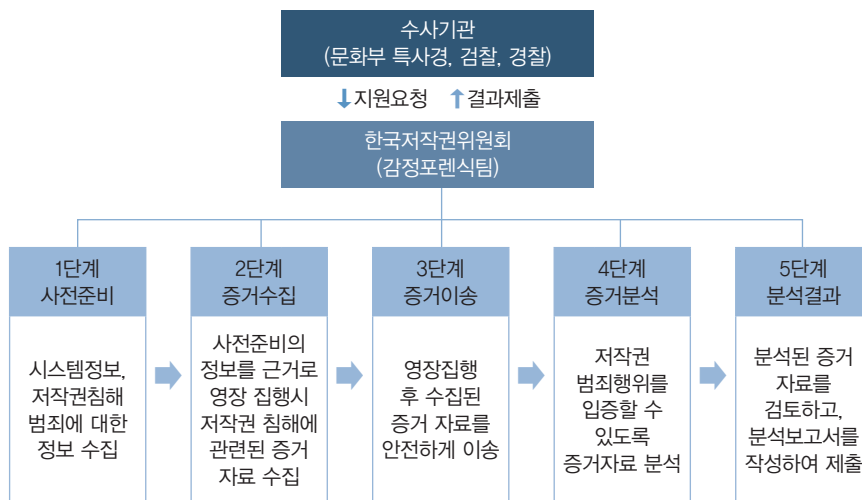 수사기관
(문화부 특사경, 검찰, 경찰)
↓지원요청 ↑결과제출
한국저작권위원회
(감정포렌식팀)
1단계
사전준비
시스템정보,
저작권침해
범죄에 대한
정보 수집
2단계
증거수집
사전준비의
정보를 근거로
영장 집행시
저작권 침해에
관련된 증거
자료 수집
3단계
증거이송
영장집행
후 수집된
증거 자료를
안전하게 이송
4단계
증거분석
저작권
범죄행위를
입증할 수
있도록
증거자료 분석
5단계
분석결과
분석된 증거
자료를
검토하고,
분석보고서를
작성하여 제출